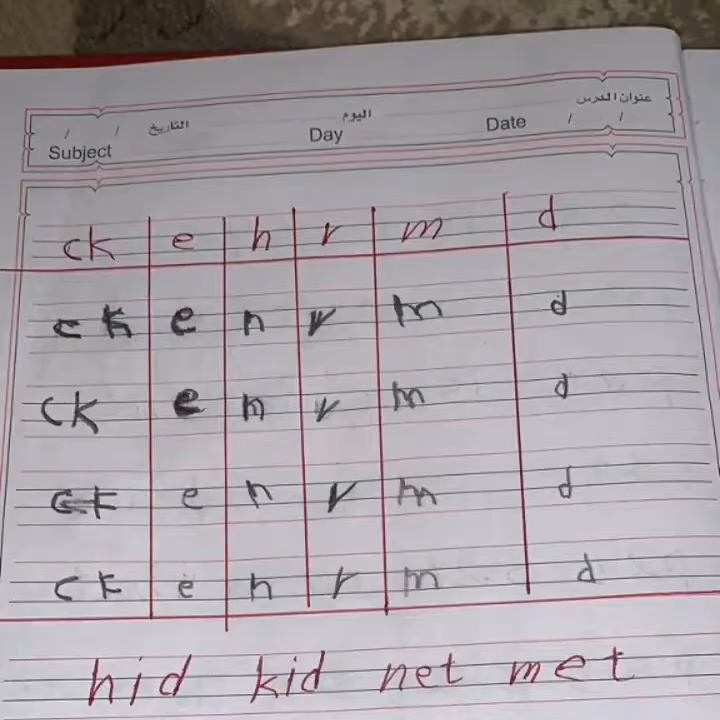 عنوان الدرس اليوم التاريخ
Subject / / Day Date / /
ck e h r m d
ck e n r m d
ck e n r m d
ck e n r m d
ck e h r m d
hid kid net met